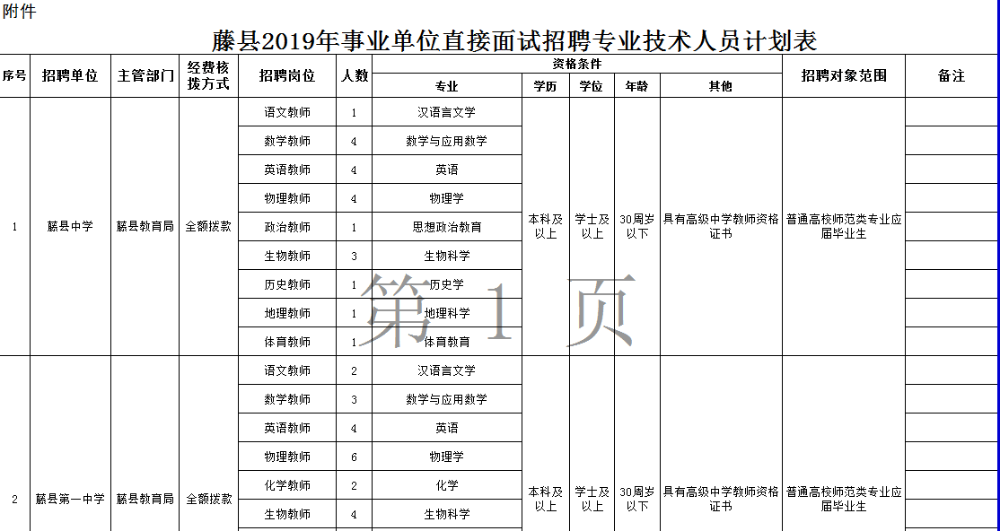 附件
藤县2019年事业单位直接面试招聘专业技术人员计划表
序号 招聘单位 主管部门 经费核拨方式 招聘岗位 人数 资格条件 招聘对象范围 备注
专业 学历 学位 年龄 其他
1 藤县中学 藤县教育局 全额拨款 本科及以上 学士及以上 30周岁以下 具有高级中学教师资格证书 普通高校师范类专业应届毕业生
语文教师 1 汉语言文学
数学教师 4 数学与应用数学
英语教师 4 英语
物理教师 4 物理学
政治教师 1 思想政治教育
生物教师 3 生物科学
历史教师 1 历史学
地理教师 1 地理科学
体育教师 1 体育教育
第 1 页
2 藤县第一中学 藤县教育局 全额拨款 本科及以上 学士及以上 30周岁以下 具有高级中学教师资格证书 普通高校师范类专业应届毕业生
语文教师 2 汉语言文学
数学教师 3 数学与应用数学
英语教师 4 英语
物理教师 6 物理学
化学教师 2 化学
生物教师 4 生物科学